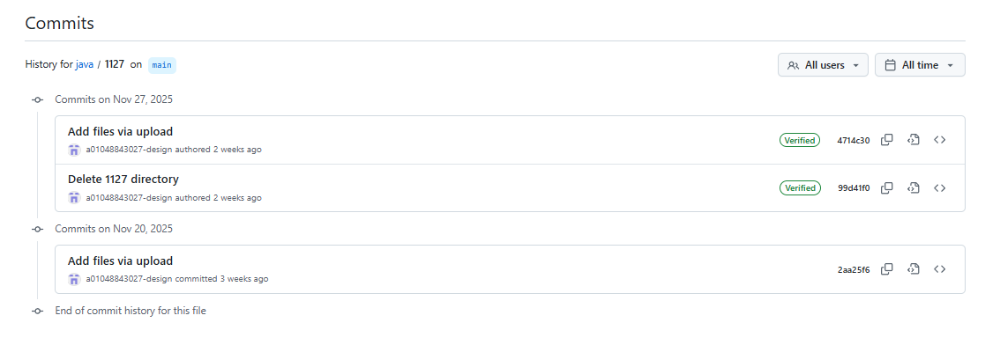 Commits
History for java / 1127 on main
All users
All time
Commits on Nov 27, 2025
Add files via upload
a01048843027-design authored 2 weeks ago
Verified
4714c30
Delete 1127 directory
a01048843027-design authored 2 weeks ago
Verified
99d41f0
Commits on Nov 20, 2025
Add files via upload
a01048843027-design committed 3 weeks ago
2aa25f6
End of commit history for this file